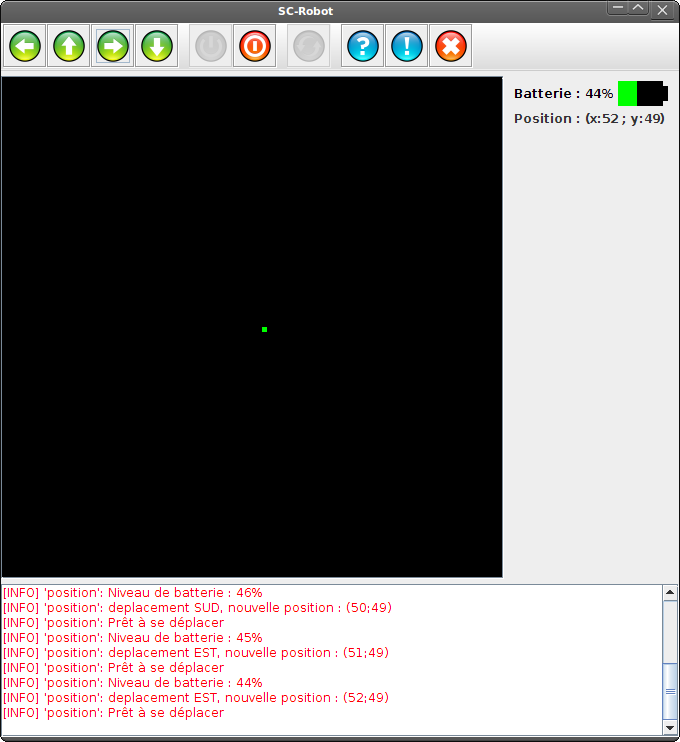 SC-Robot
Batterie : 44%
Position : (x:52 ; y:49)
[INFO] 'position': Niveau de batterie : 46%
[INFO] 'position': deplacement SUD, nouvelle position : (50;49)
[INFO] 'position': Prêt à se déplacer
[INFO] 'position': Niveau de batterie : 45%
[INFO] 'position': deplacement EST, nouvelle position : (51;49)
[INFO] 'position': Prêt à se déplacer
[INFO] 'position': Niveau de batterie : 44%
[INFO] 'position': deplacement EST, nouvelle position : (52;49)
[INFO] 'position': Prêt à se déplacer